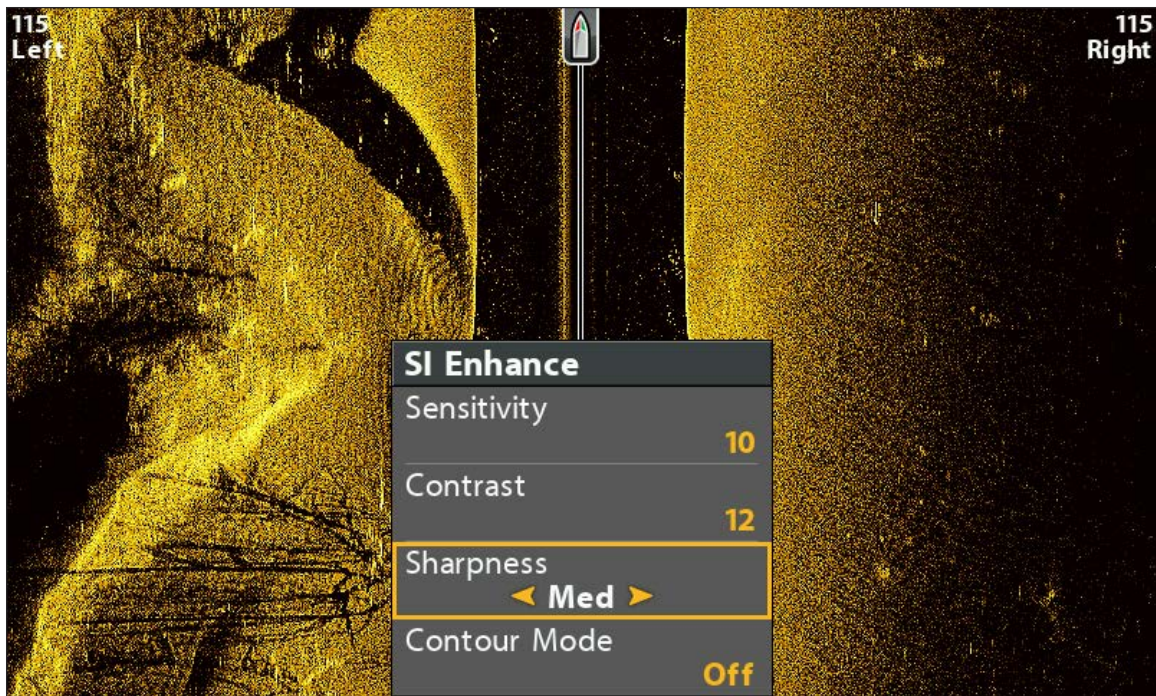 115
Left
115
Right
SI Enhance
Sensitivity
10
Contrast
12
Sharpness
Med
Contour Mode
Off